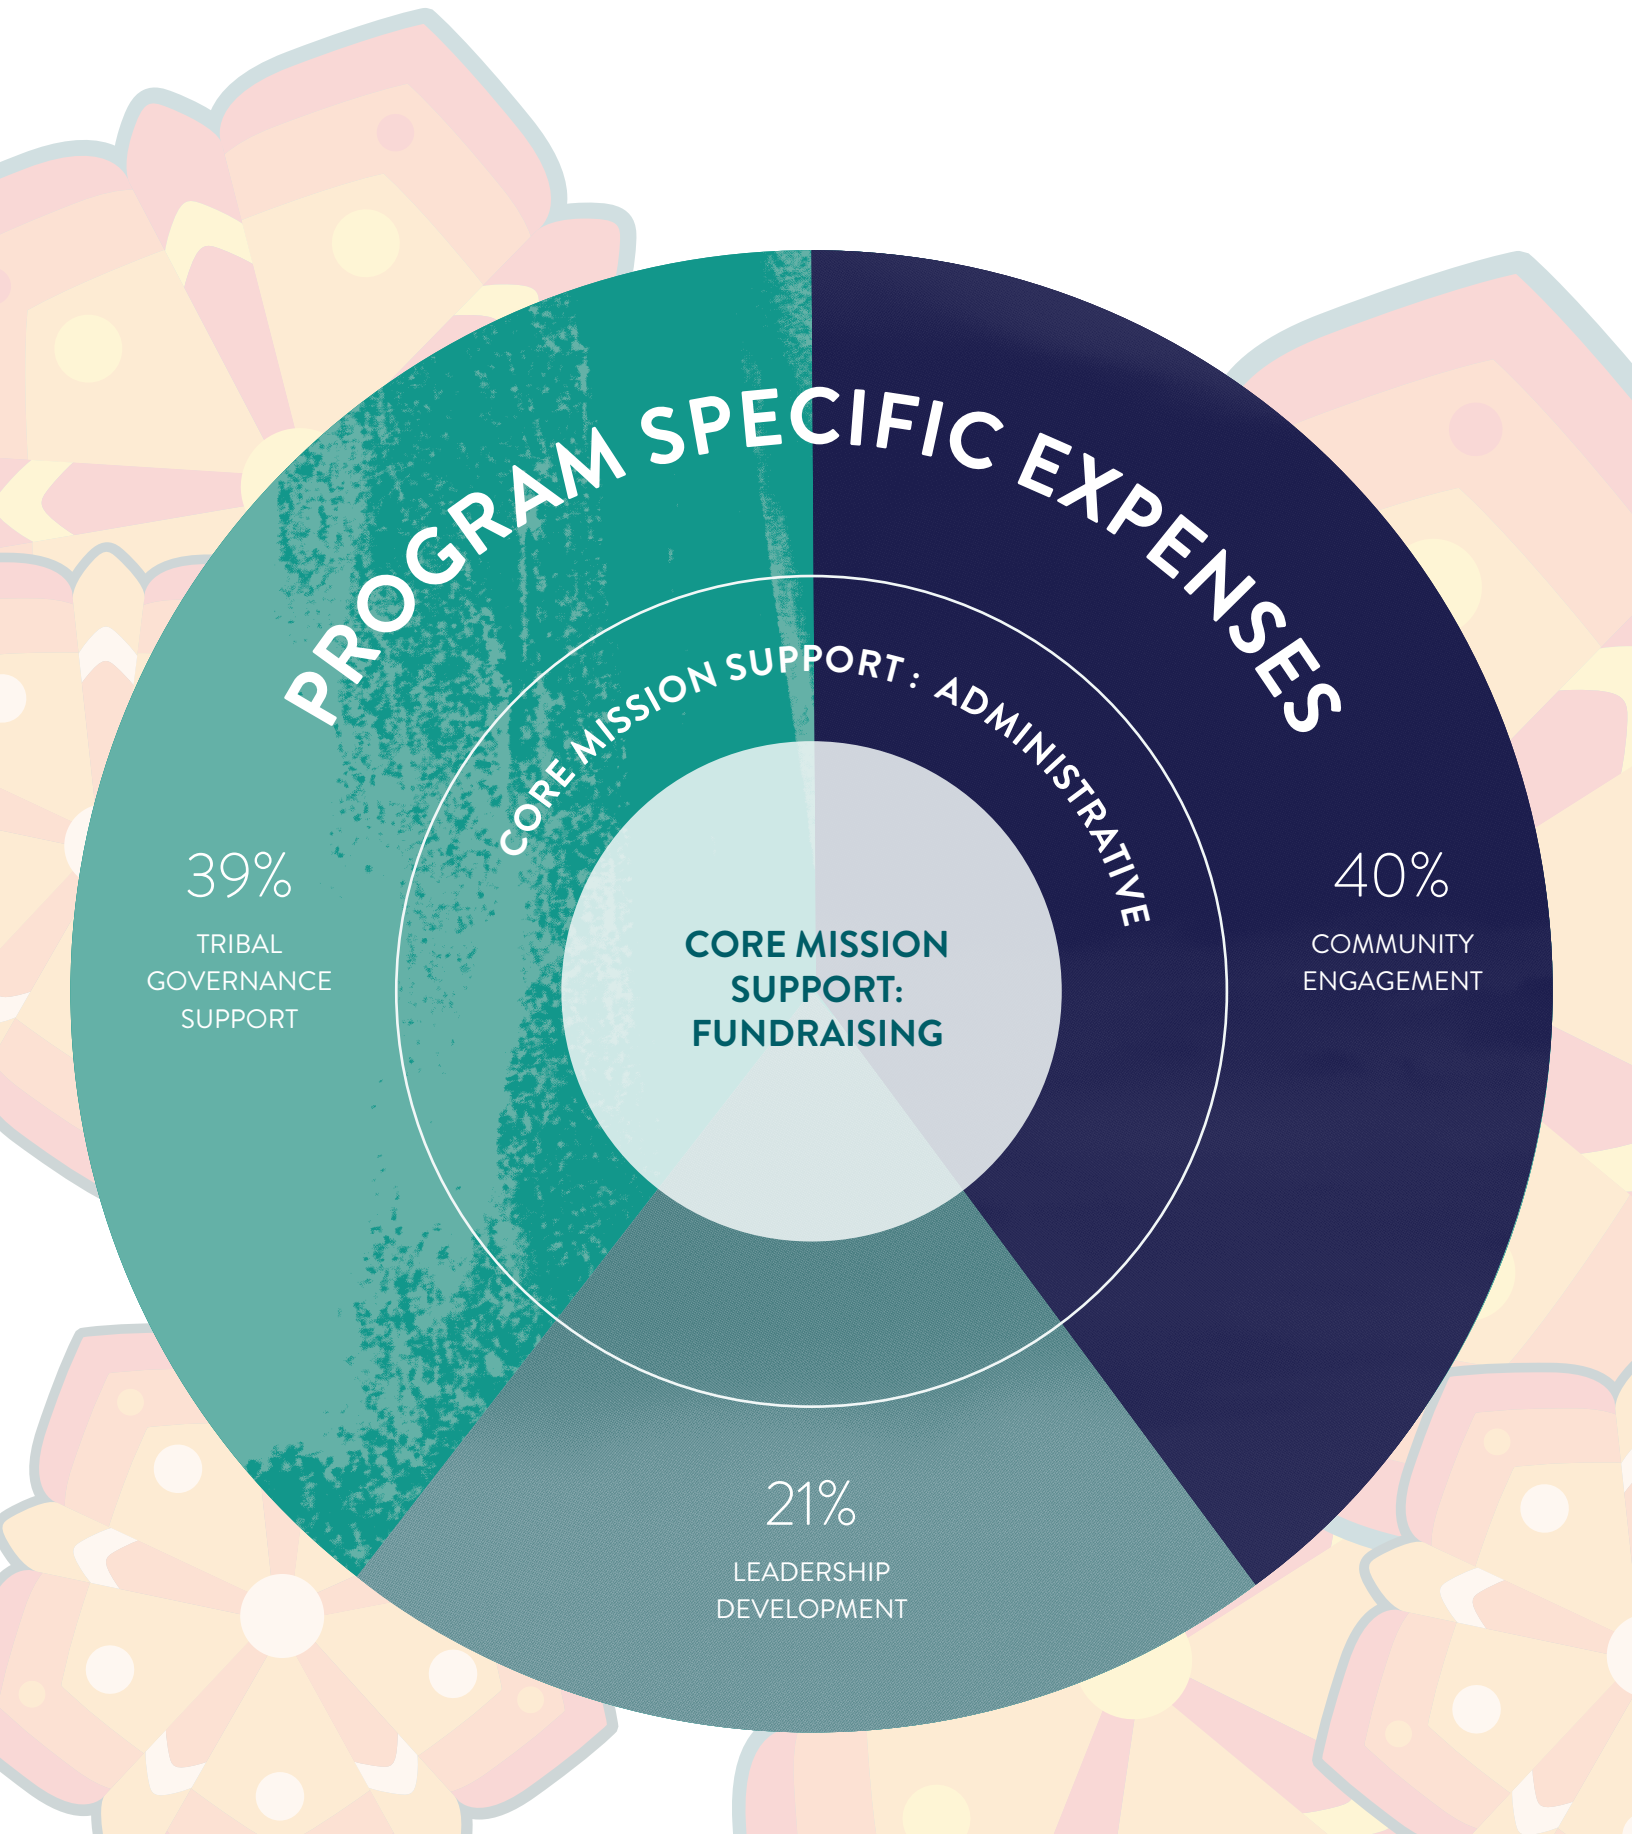 PROGRAM SPECIFIC EXPENSES
CORE MISSION SUPPORT: ADMINISTRATIVE
CORE MISSION
SUPPORT:
FUNDRAISING
39%
TRIBAL
GOVERNANCE
SUPPORT
40%
COMMUNITY
ENGAGEMENT
21%
LEADERSHIP
DEVELOPMENT